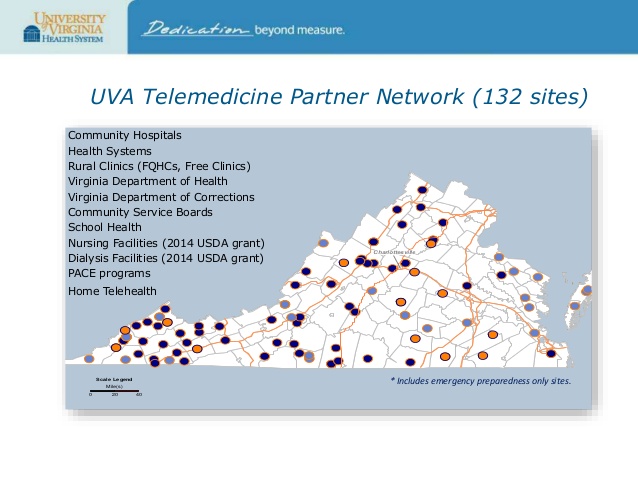 UNIVERSITY
of VIRGINIA
HEALTH SYSTEM
Dedication beyond measure.
UVA Telemedicine Partner Network (132 sites)
Community Hospitals
Health Systems
Rural Clinics (FQHCs, Free Clinics)
Virginia Department of Health
Virginia Department of Corrections
Community Service Boards
School Health
Nursing Facilities (2014 USDA grant)
Dialysis Facilities (2014 USDA grant)
PACE programs
Home Telehealth
Charlottesville
Scale Legend
Mile(s)
0 20 40
* Includes emergency preparedness only sites.